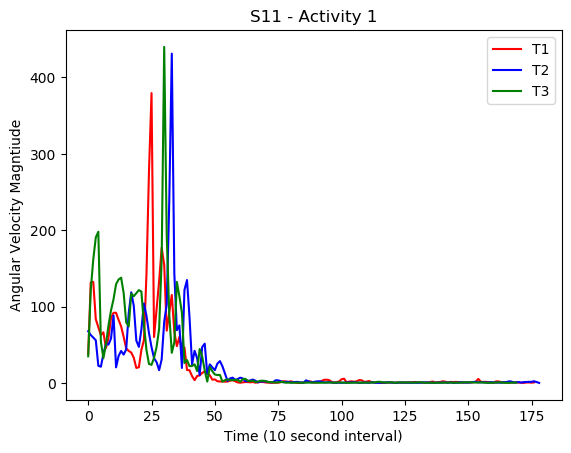 S11 - Activity 1
T1
T2
T3
Angular Velocity Magntiude
400
300
200
100
0
0 25 50 75 100 125 150 175
Time (10 second interval)